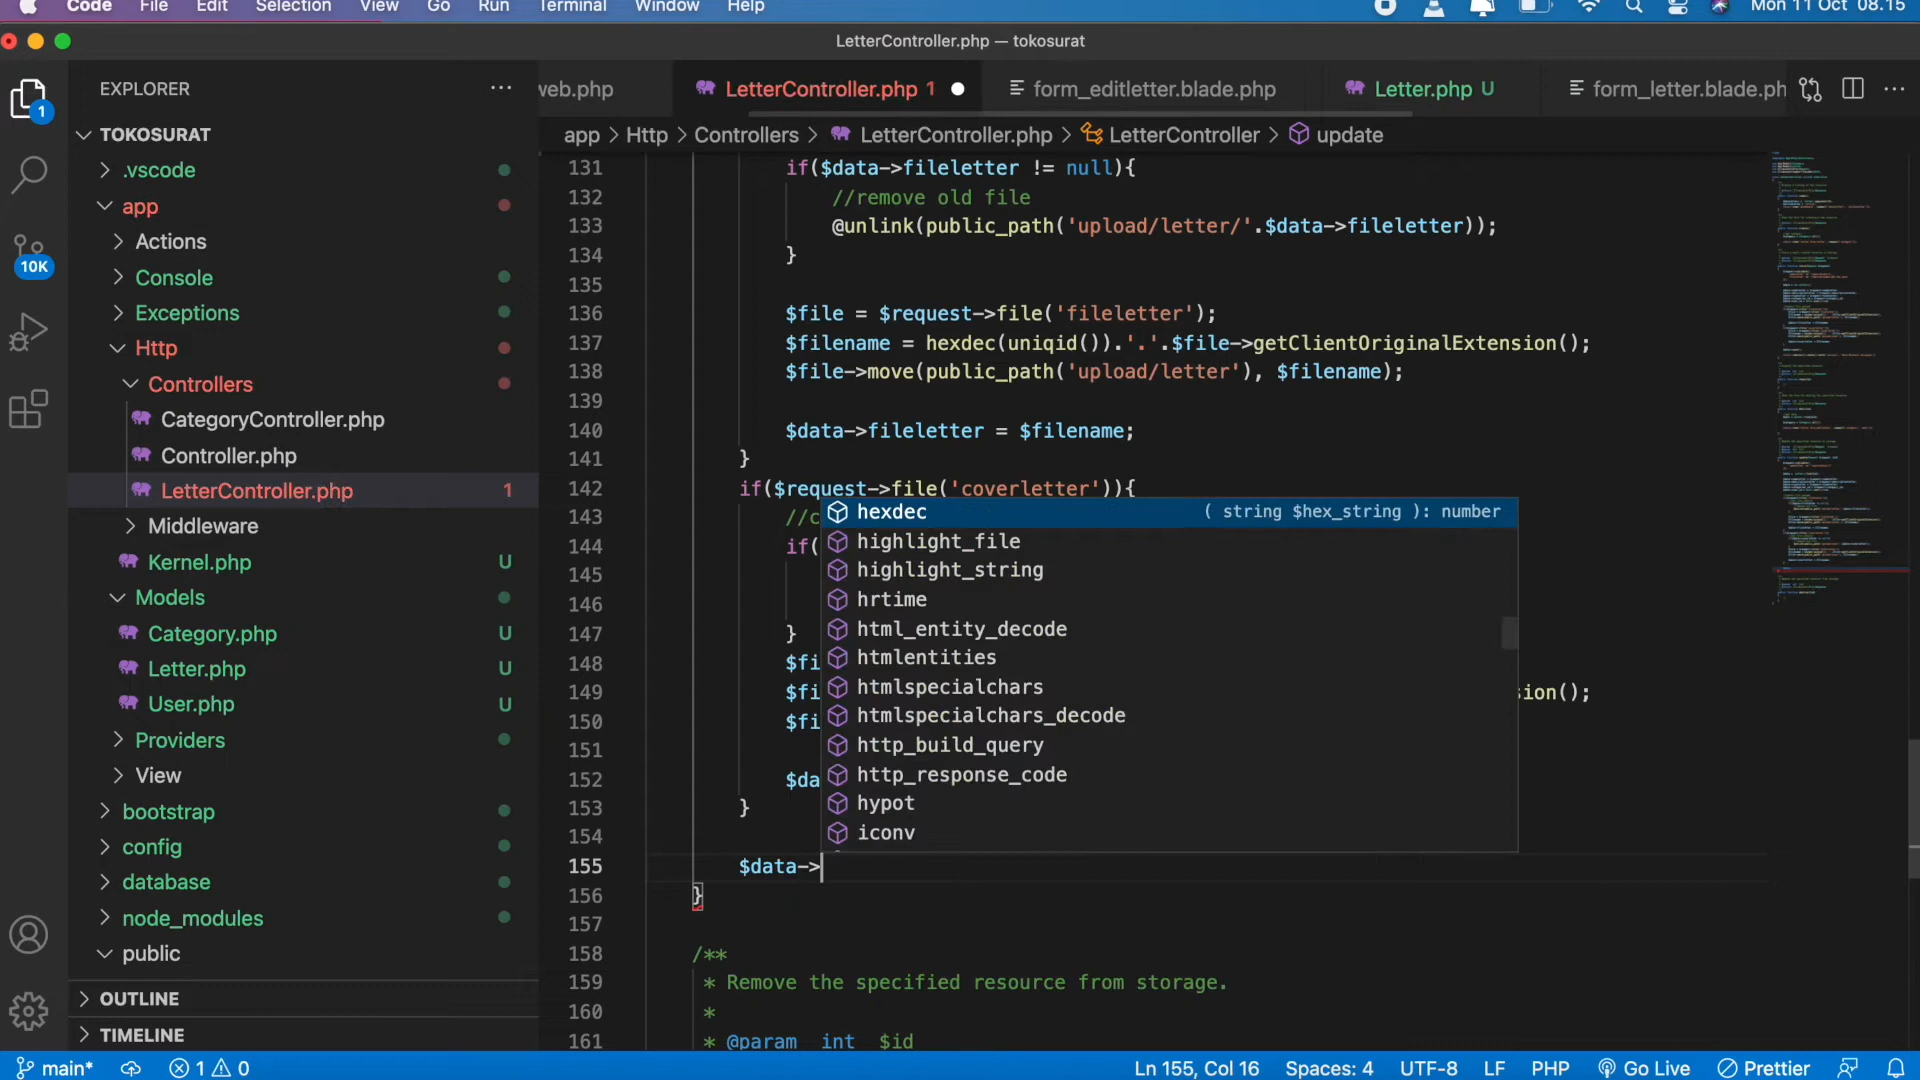 Code File Edit Selection View Go Run Terminal Window Help Mon 11 Oct 08.15
LetterController.php — tokosurat
EXPLORER ···
web.php LetterController.php 1 form_editletter.blade.php Letter.php U form_letter.blade.ph ···
app > Http > Controllers > LetterController.php > LetterController > update
1
10K
TOKOSURAT
.vscode
app
Actions
Console
Exceptions
Http
Controllers
CategoryController.php
Controller.php
LetterController.php 1
Middleware
Kernel.php U
Models
Category.php U
Letter.php U
User.php U
Providers
View
bootstrap
config
database
node_modules
public
OUTLINE
TIMELINE
131 if($data->fileletter != null){
132 //remove old file
133 @unlink(public_path('upload/letter/'.$data->fileletter));
134 }
135
136 $file = $request->file('fileletter');
137 $filename = hexdec(uniqid()).'.'.$file->getClientOriginalExtension();
138 $file->move(public_path('upload/letter'), $filename);
139
140 $data->fileletter = $filename;
141 }
142 if($request->file('coverletter')){
143 //c
144 if(
145
146
147 }
148 $fi
149 $fi sion();
150 $fi
151
152 $da
153 }
154
155 $data->
156 }
157
158 /**
159 * Remove the specified resource from storage.
160 *
161 * @param int $id
hexdec ( string $hex_string ): number
highlight_file
highlight_string
hrtime
html_entity_decode
htmlentities
htmlspecialchars
htmlspecialchars_decode
http_build_query
http_response_code
hypot
iconv
main* 1 0 Ln 155, Col 16 Spaces: 4 UTF-8 LF PHP Go Live Prettier